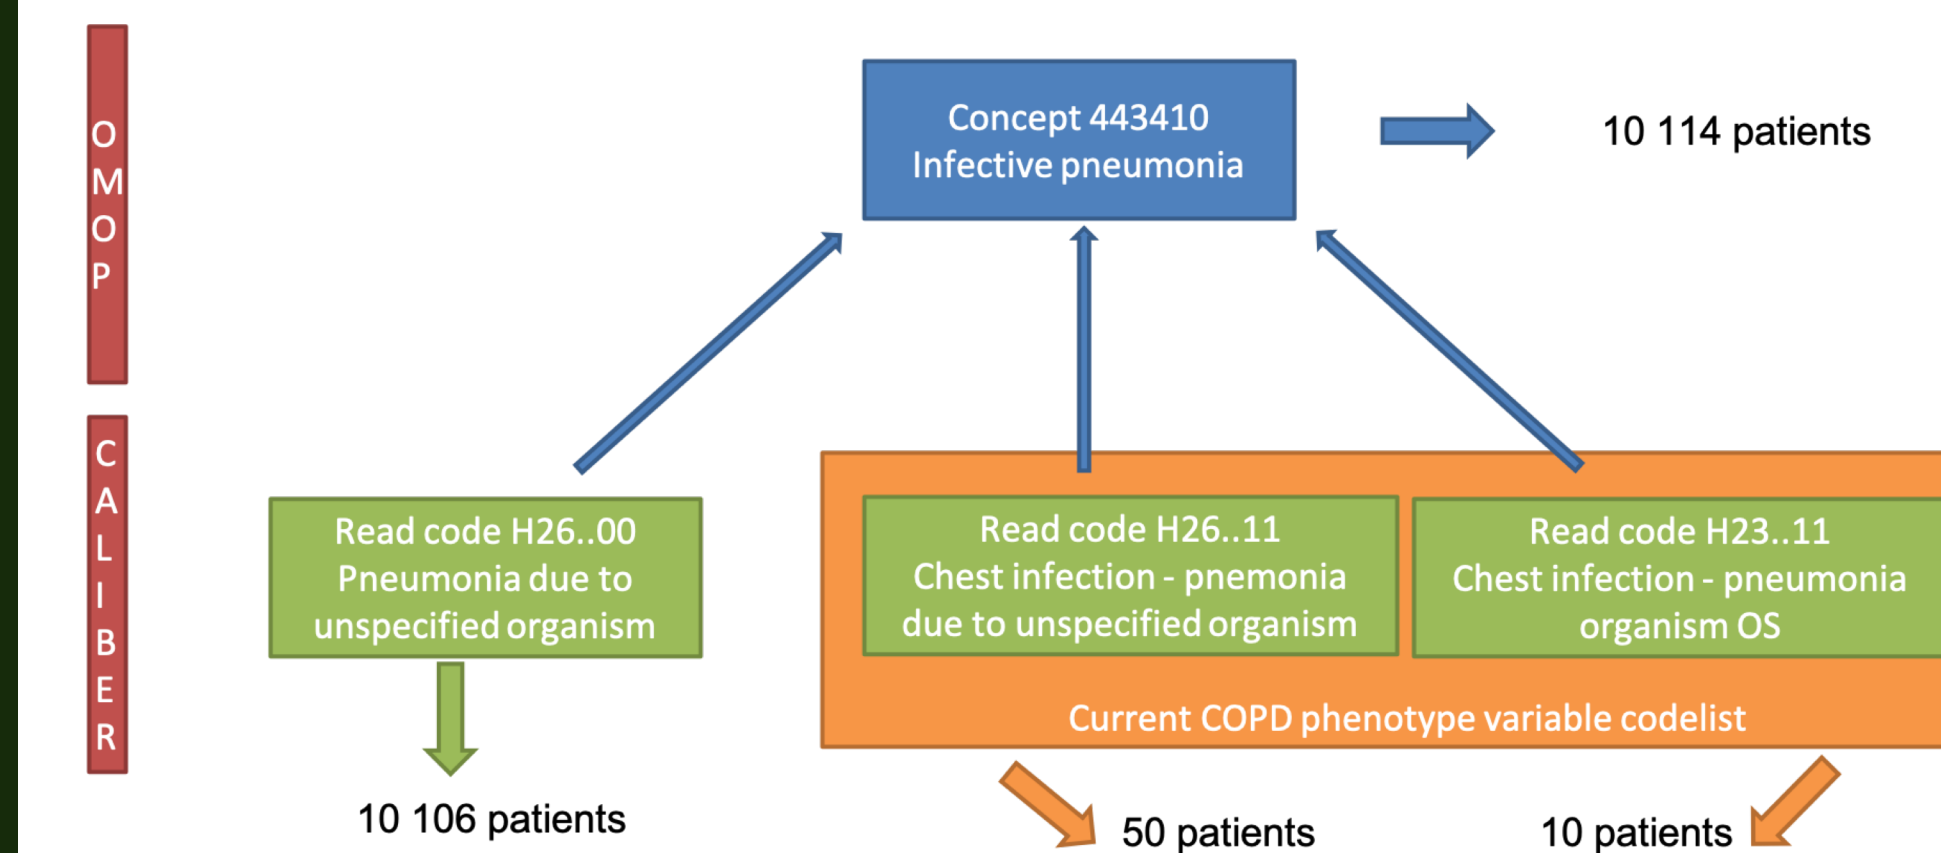 OMOP
Concept 443410
Infective pneumonia
10 114 patients
CALIBER
Read code H26..00
Pneumonia due to
unspecified organism
Read code H26..11
Chest infection - pnemonia
due to unspecified organism
Read code H23..11
Chest infection - pneumonia
organism OS
Current COPD phenotype variable codelist
10 106 patients
50 patients
10 patients